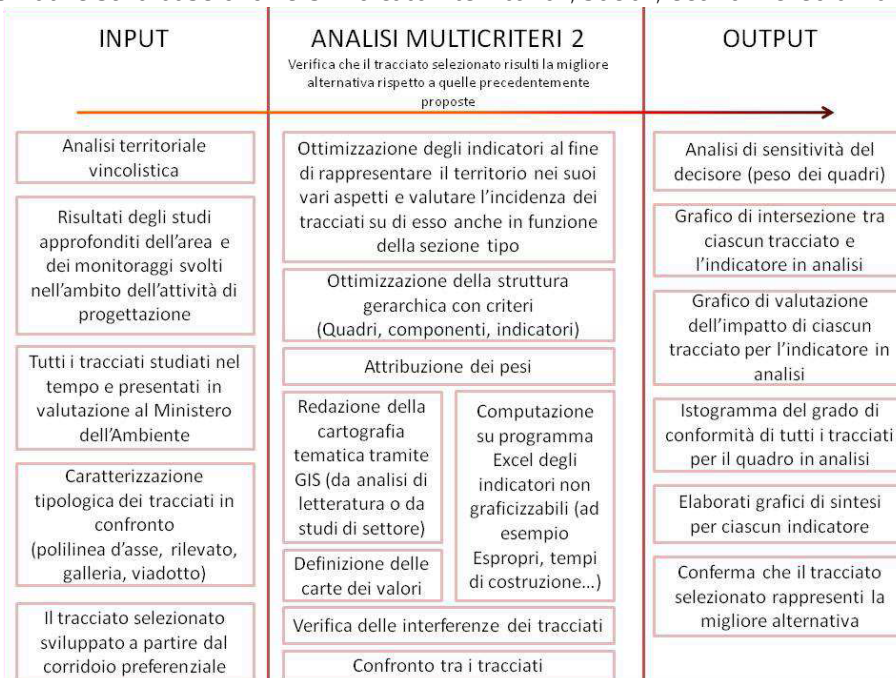 INPUT
Analisi territoriale
vincolistica
Risultati degli studi
approfonditi dell'area e
dei monitoraggi svolti
nell'ambito dell'attività di
progettazione
Tutti i tracciati studiati nel
tempo e presentati in
valutazione al Ministero
dell'Ambiente
Caratterizzazione
tipologica dei tracciati in
confronto
(polilinea d'asse, rilevato,
galleria, viadotto)
Il tracciato selezionato
sviluppato a partire dal
corridoio preferenziale
ANALISI MULTICRITERI 2
Verifica che il tracciato selezionato risulti la migliore
alternativa rispetto a quelle precedentemente
proposte
Ottimizzazione degli indicatori al fine
di rappresentare il territorio nei suoi
vari aspetti e valutare l'incidenza dei
tracciati su di esso anche in funzione
della sezione tipo
Ottimizzazione della struttura
gerarchica con criteri
(Quadri, componenti, indicatori)
Attribuzione dei pesi
Redazione della
cartografia
tematica tramite
GIS (da analisi di
letteratura o da
studi di settore)
Definizione delle
carte dei valori
Computazione
su programma
Excel degli
indicatori non
graficizzabili (ad
esempio
Espropri, tempi
di costruzione...)
Verifica delle interferenze dei tracciati
Confronto tra i tracciati
OUTPUT
Analisi di sensitività del
decisore (peso dei quadri)
Grafico di intersezione tra
ciascun tracciato e
l'indicatore in analisi
Grafico di valutazione
dell'impatto di ciascun
tracciato per l'indicatore in
analisi
Istogramma del grado di
conformità di tutti i tracciati
per il quadro in analisi
Elaborati grafici di sintesi
per ciascun indicatore
Conferma che il tracciato
selezionato rappresenti la
migliore alternativa